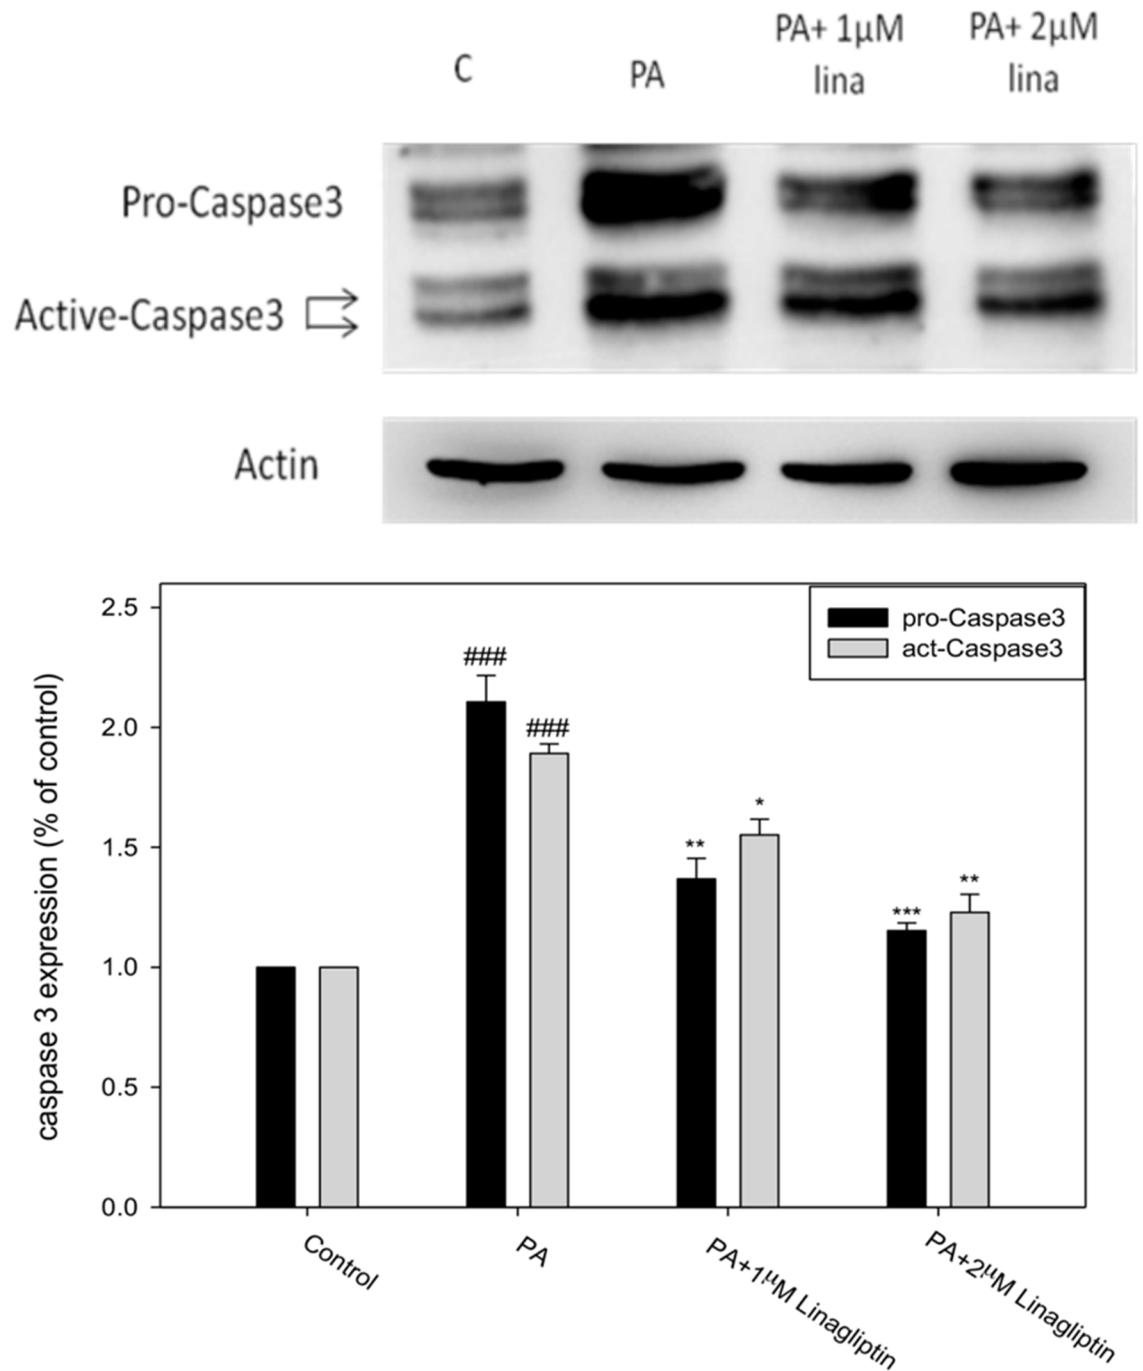 C
PA
PA+ 1μM
lina
PA+ 2μM
lina
Pro-Caspase3
Active-Caspase3
Actin
caspase 3 expression (% of control)
2.5
2.0
1.5
1.0
0.5
0.0
pro-Caspase3
act-Caspase3
###
###
**
*
***
**
Control
PA
PA+1μM Linagliptin
PA+2μM Linagliptin